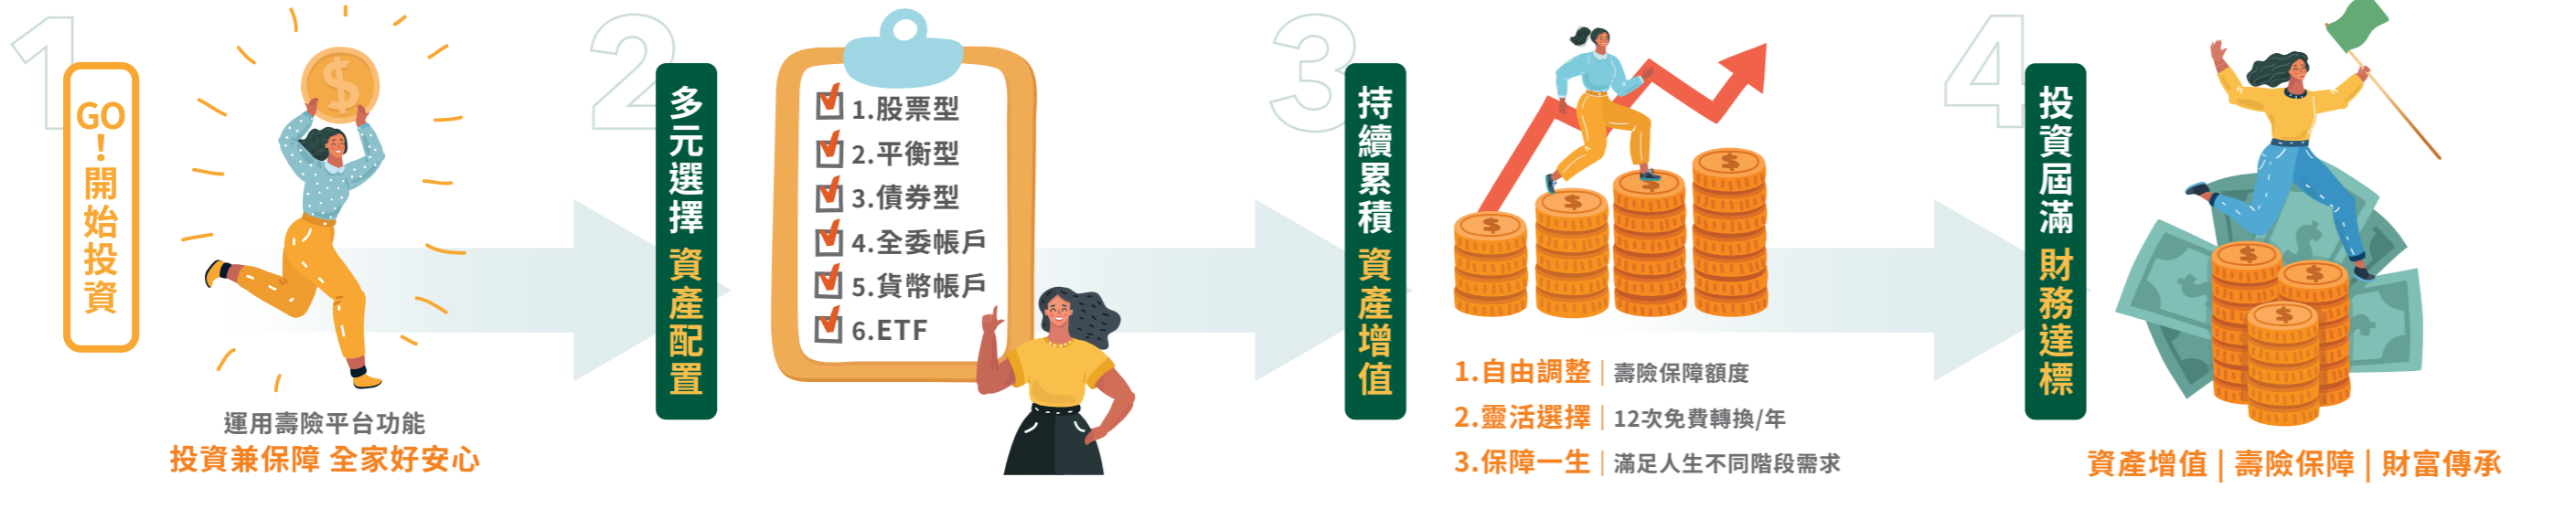 1
GO!開始投資
運用壽險平台功能
投資兼保障 全家好安心
2
多元選擇 資產配置
1.股票型
2.平衡型
3.債券型
4.全委帳戶
5.貨幣帳戶
6.ETF
3
持續累積 資產增值
1.自由調整|壽險保障額度
2.靈活選擇|12次免費轉換/年
3.保障一生|滿足人生不同階段需求
4
投資屆滿 財務達標
資產增值|壽險保障|財富傳承